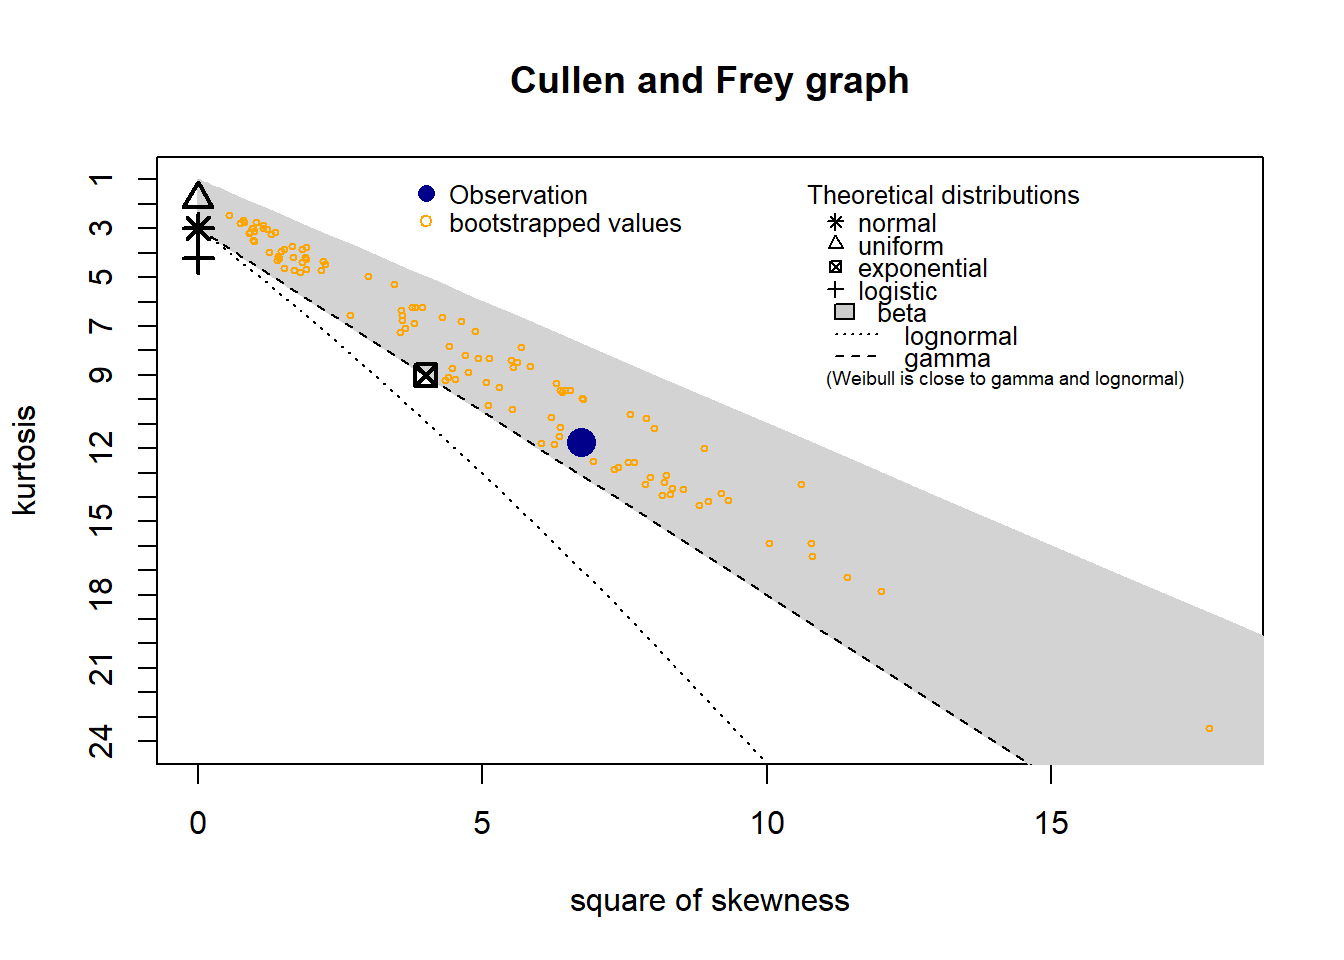 Cullen and Frey graph
Observation
bootstrapped values
Theoretical distributions
normal
uniform
exponential
logistic
beta
lognormal
gamma
(Weibull is close to gamma and lognormal)
kurtosis
1
3
5
7
9
12
15
18
21
24
0 5 10 15
square of skewness